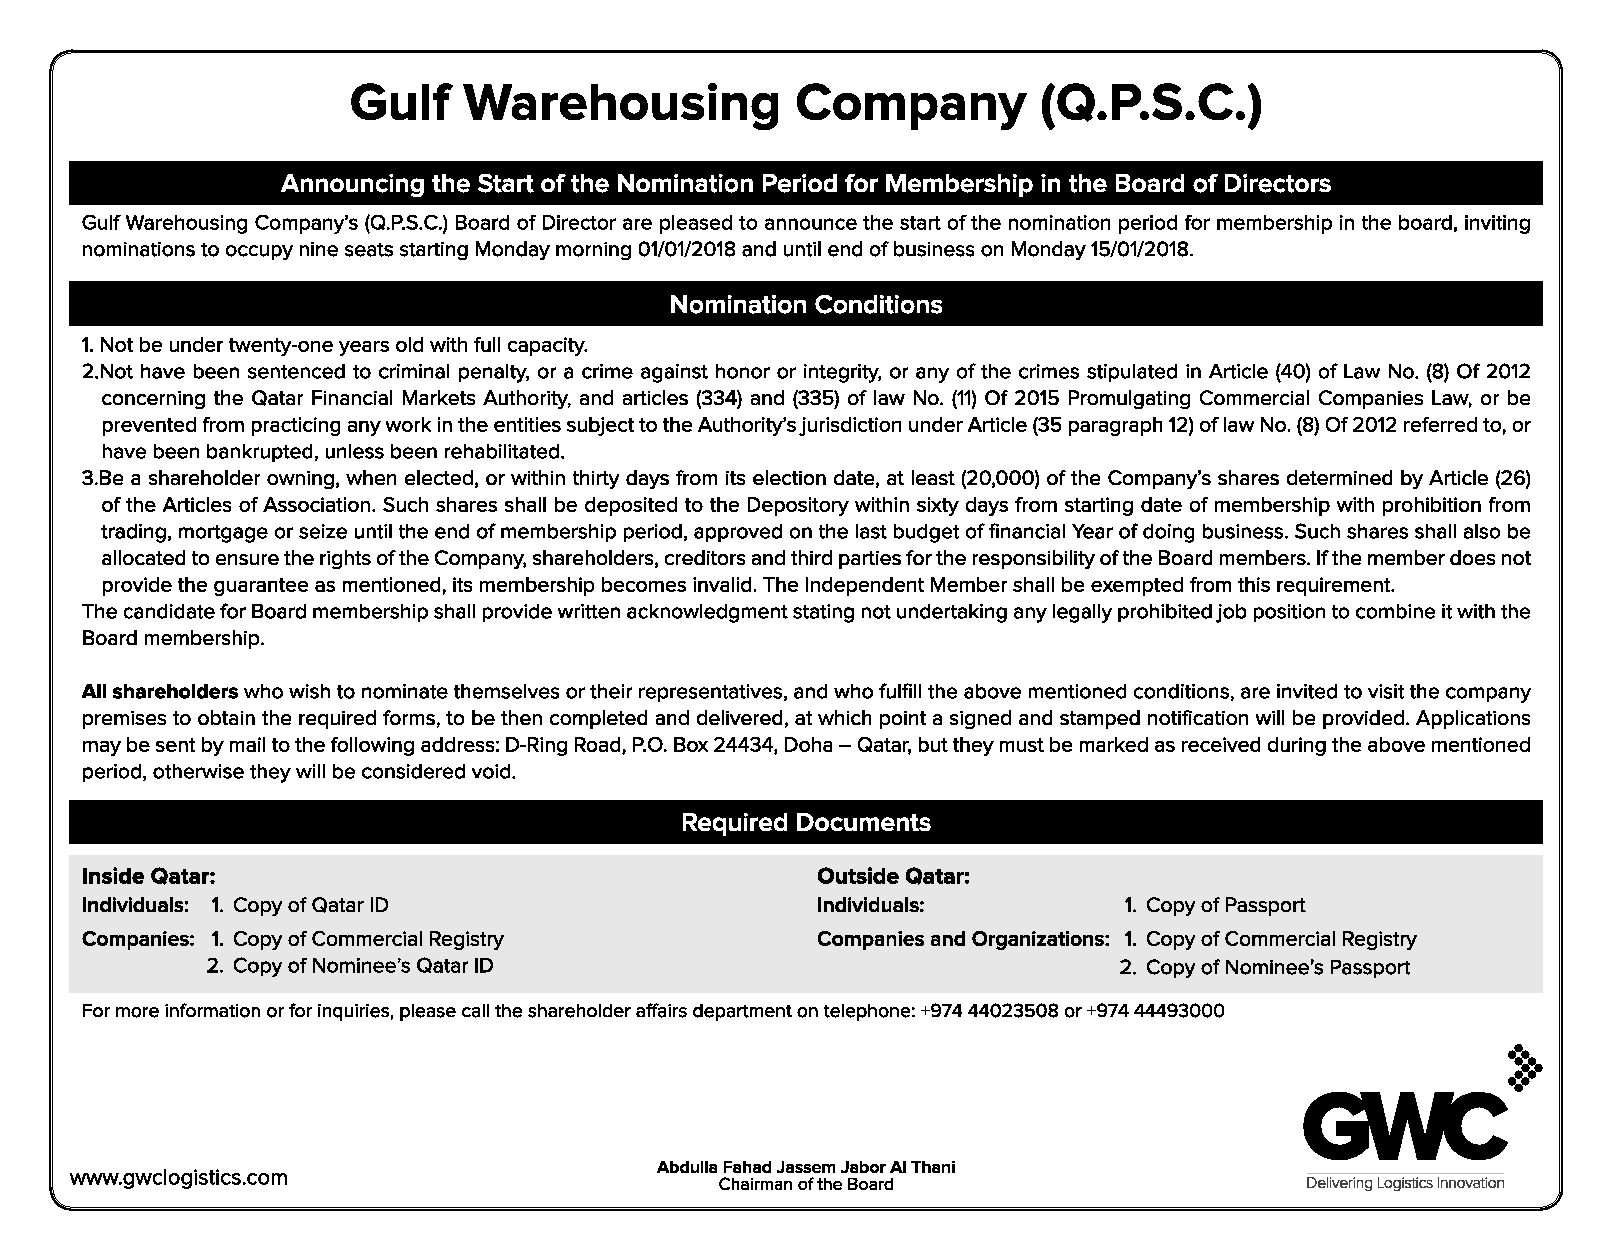 Gulf Warehousing Company (Q.P.S.C.)
Announcing the Start of the Nomination Period for Membership in the Board of Directors
Gulf Warehousing Company's (Q.P.S.C.) Board of Director are pleased to announce the start of the nomination period for membership in the board, inviting
nominations to occupy nine seats starting Monday morning 01/01/2018 and until end of business on Monday 15/01/2018.
Nomination Conditions
1. Not be under twenty-one years old with full capacity.
2.Not have been sentenced to criminal penalty, or a crime against honor or integrity, or any of the crimes stipulated in Article (40) of Law No. (8) Of 2012
concerning the Qatar Financial Markets Authority, and articles (334) and (335) of law No. (11) Of 2015 Promulgating Commercial Companies Law, or be
prevented from practicing any work in the entities subject to the Authority's jurisdiction under Article (35 paragraph 12) of law No. (8) Of 2012 referred to, or
have been bankrupted, unless been rehabilitated.
3.Be a shareholder owning, when elected, or within thirty days from its election date, at least (20,000) of the Company's shares determined by Article (26)
of the Articles of Association. Such shares shall be deposited to the Depository within sixty days from starting date of membership with prohibition from
trading, mortgage or seize until the end of membership period, approved on the last budget of financial Year of doing business. Such shares shall also be
allocated to ensure the rights of the Company, shareholders, creditors and third parties for the responsibility of the Board members. If the member does not
provide the guarantee as mentioned, its membership becomes invalid. The Independent Member shall be exempted from this requirement.
The candidate for Board membership shall provide written acknowledgment stating not undertaking any legally prohibited job position to combine it with the
Board membership.
All shareholders who wish to nominate themselves or their representatives, and who fulfill the above mentioned conditions, are invited to visit the company
premises to obtain the required forms, to be then completed and delivered, at which point a signed and stamped notification will be provided. Applications
may be sent by mail to the following address: D-Ring Road, P.O. Box 24434, Doha – Qatar, but they must be marked as received during the above mentioned
period, otherwise they will be considered void.
Required Documents
Inside Qatar:
Individuals: 1. Copy of Qatar ID
Companies: 1. Copy of Commercial Registry
2. Copy of Nominee's Qatar ID
Outside Qatar:
Individuals: 1. Copy of Passport
Companies and Organizations: 1. Copy of Commercial Registry
2. Copy of Nominee's Passport
For more information or for inquiries, please call the shareholder affairs department on telephone: +974 44023508 or +974 44493000
www.gwclogistics.com
Abdulla Fahad Jassem Jabor Al Thani
Chairman of the Board
GWC
Delivering Logistics Innovation